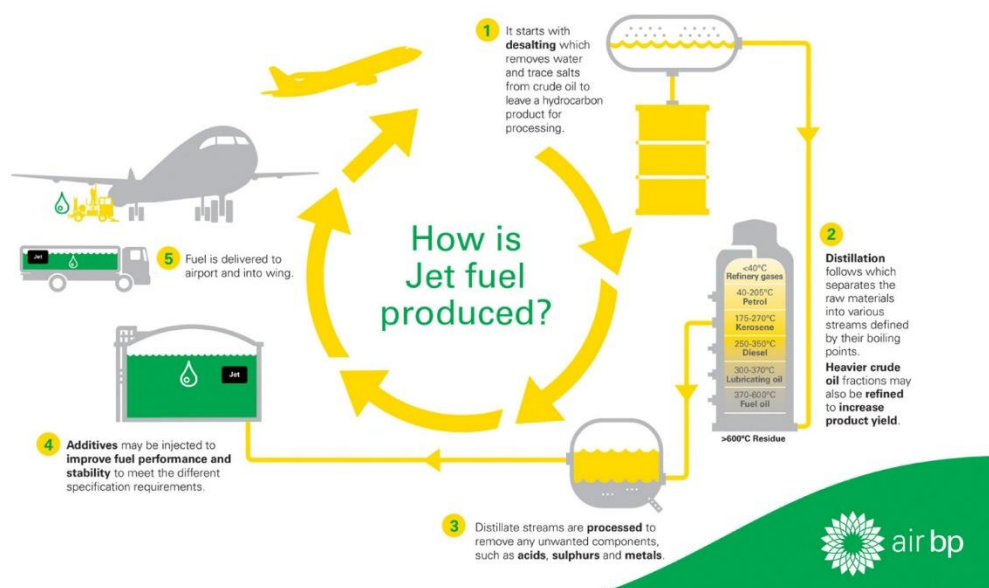 1
It starts with
desalting which
removes water
and trace salts
from crude oil to
leave a hydrocarbon
product for
processing.
How is
Jet fuel
produced?
2
Distillation
follows which
separates the
raw materials
into various
streams defined
by their boiling
points.
Heavier crude
oil fractions may
also be refined
to increase
product yield.
<40°C
Refinery gases
40-205°C
Petrol
175-270°C
Kerosene
250-350°C
Diesel
300-370°C
Lubricating oil
370-600°C
Fuel oil
>600°C Residue
3
Distillate streams are processed to
remove any unwanted components,
such as acids, sulphurs and metals.
Jet
4
Additives may be injected to
improve fuel performance and
stability to meet the different
specification requirements.
Jet
5
Fuel is delivered to
airport and into wing.
air bp